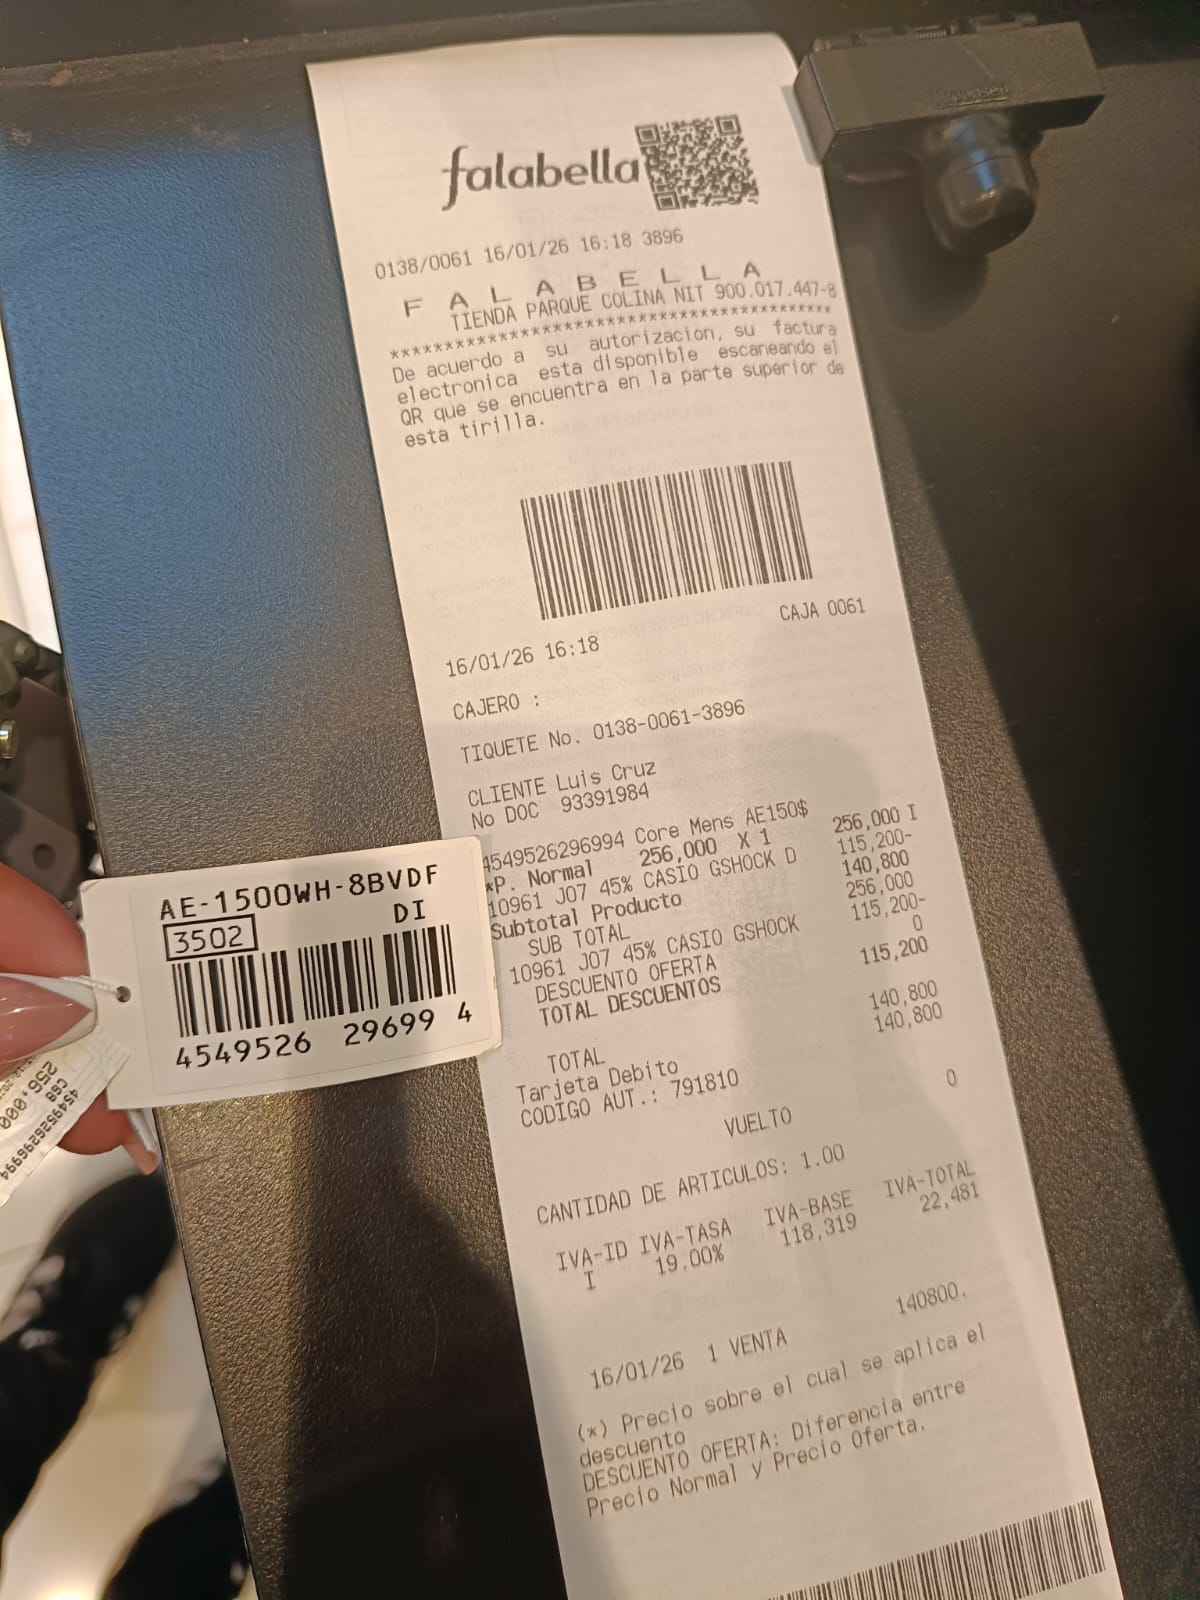 falabella
0138/0061 16/01/26 16:18 3896
F A L A B E L L A
TIENDA PARQUE COLINA NIT 900.017.447-8
****************************************
De acuerdo a su autorizacion, su factura
electronica esta disponible escaneando el
QR que se encuentra en la parte superior de
esta tirilla.
16/01/26 16:18 CAJA 0061
CAJERO :
TIQUETE No. 0138-0061-3896
CLIENTE Luis Cruz
No DOC 93391984
4549526296994 Core Mens AE150$ 256,000 I
*P. Normal 256,000 X 1
10961 J07 45% CASIO GSHOCK D 115,200-
Subtotal Producto 140,800
SUB TOTAL 256,000
10961 J07 45% CASIO GSHOCK 115,200-
DESCUENTO OFERTA 0
TOTAL DESCUENTOS 115,200
TOTAL 140,800
Tarjeta Debito 140,800
CODIGO AUT.: 791810
VUELTO 0
CANTIDAD DE ARTICULOS: 1.00
IVA-ID IVA-TASA IVA-BASE IVA-TOTAL
I 19.00% 118,319 22,481
140800.
16/01/26 1 VENTA
(*) Precio sobre el cual se aplica el
descuento
DESCUENTO OFERTA: Diferencia entre
Precio Normal y Precio Oferta.
AE-1500WH-8BVDF
DI
3502
4549526 29699 4
4549526296994
C68
256,000